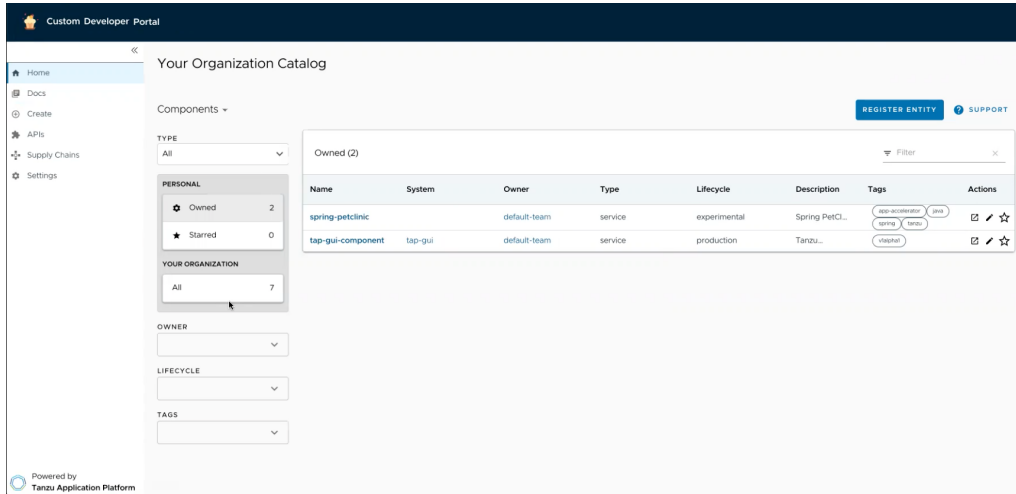 Custom Developer Portal
Home
Docs
Create
APIs
Supply Chains
Settings
Powered by
Tanzu Application Platform
Your Organization Catalog
Components
REGISTER ENTITY
SUPPORT
TYPE
All
PERSONAL
Owned 2
Starred 0
YOUR ORGANIZATION
All 7
OWNER
LIFECYCLE
TAGS
Owned (2)
Filter
Name System Owner Type Lifecycle Description Tags Actions
spring-petclinic default-team service experimental Spring PetCl... app-accelerator java
spring tanzu
tap-gui-component tap-gui default-team service production Tanzu... v1alpha1